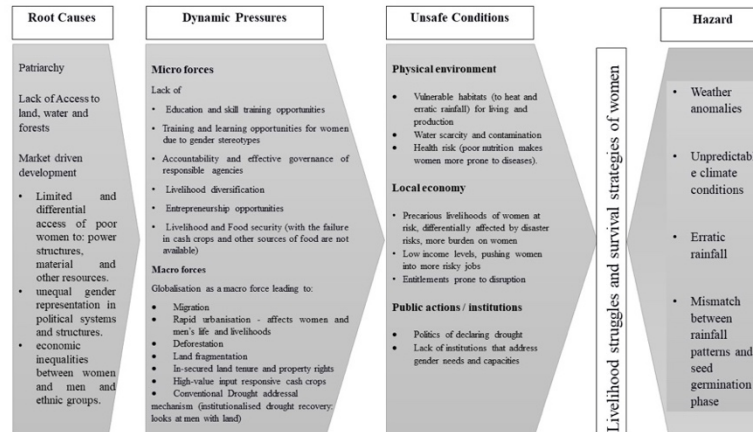 Root Causes
Patriarchy
Lack of Access to
land, water and
forests
Market driven
development
• Limited and
differential
access of poor
women to: power
structures,
material and
other resources.
• unequal gender
representation in
political systems
and structures.
• economic
inequalities
between women
and men and
ethnic groups.
Dynamic Pressures
Micro forces
Lack of
• Education and skill training opportunities
• Training and learning opportunities for women
due to gender stereotypes
• Accountability and effective governance of
responsible agencies
• Livelihood diversification
• Entrepreneurship opportunities
• Livelihood and Food security (with the failure
in cash crops and other sources of food are not
available)
Macro forces
Globalisation as a macro force leading to:
• Migration
• Rapid urbanisation - affects women and
men's life and livelihoods
• Deforestation
• Land fragmentation
• In-secured land tenure and property rights
• High-value input responsive cash crops
• Conventional Drought addressal
mechanism (institutionalised drought recovery:
looks at men with land)
Unsafe Conditions
Physical environment
• Vulnerable habitats (to heat and
erratic rainfall) for living and
production
• Water scarcity and contamination
• Health risk (poor nutrition makes
women more prone to diseases).
Local economy
• Precarious livelihoods of women at
risk, differentially affected by disaster
risks, more burden on women
• Low income levels, pushing women
into more risky jobs
• Entitlements prone to disruption
Public actions / institutions
• Politics of declaring drought
• Lack of institutions that address
gender needs and capacities
Livelihood struggles and survival strategies of women
Hazard
• Weather
anomalies
• Unpredictabl
e climate
conditions
• Erratic
rainfall
• Mismatch
between
rainfall
patterns and
seed
germination
phase